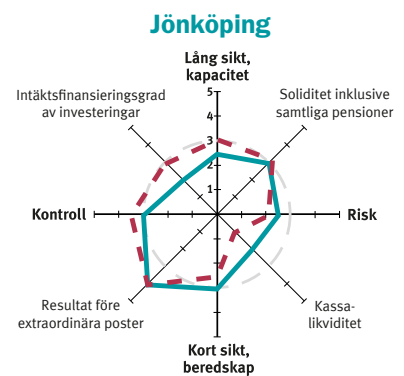 Jönköping
Lång sikt,
kapacitet
Intäktsfinansieringsgrad
av investeringar
Soliditet inklusive
samtliga pensioner
5
4
3
2
1
Kontroll
Risk
Resultat före
extraordinära poster
Kassa-
likviditet
Kort sikt,
beredskap